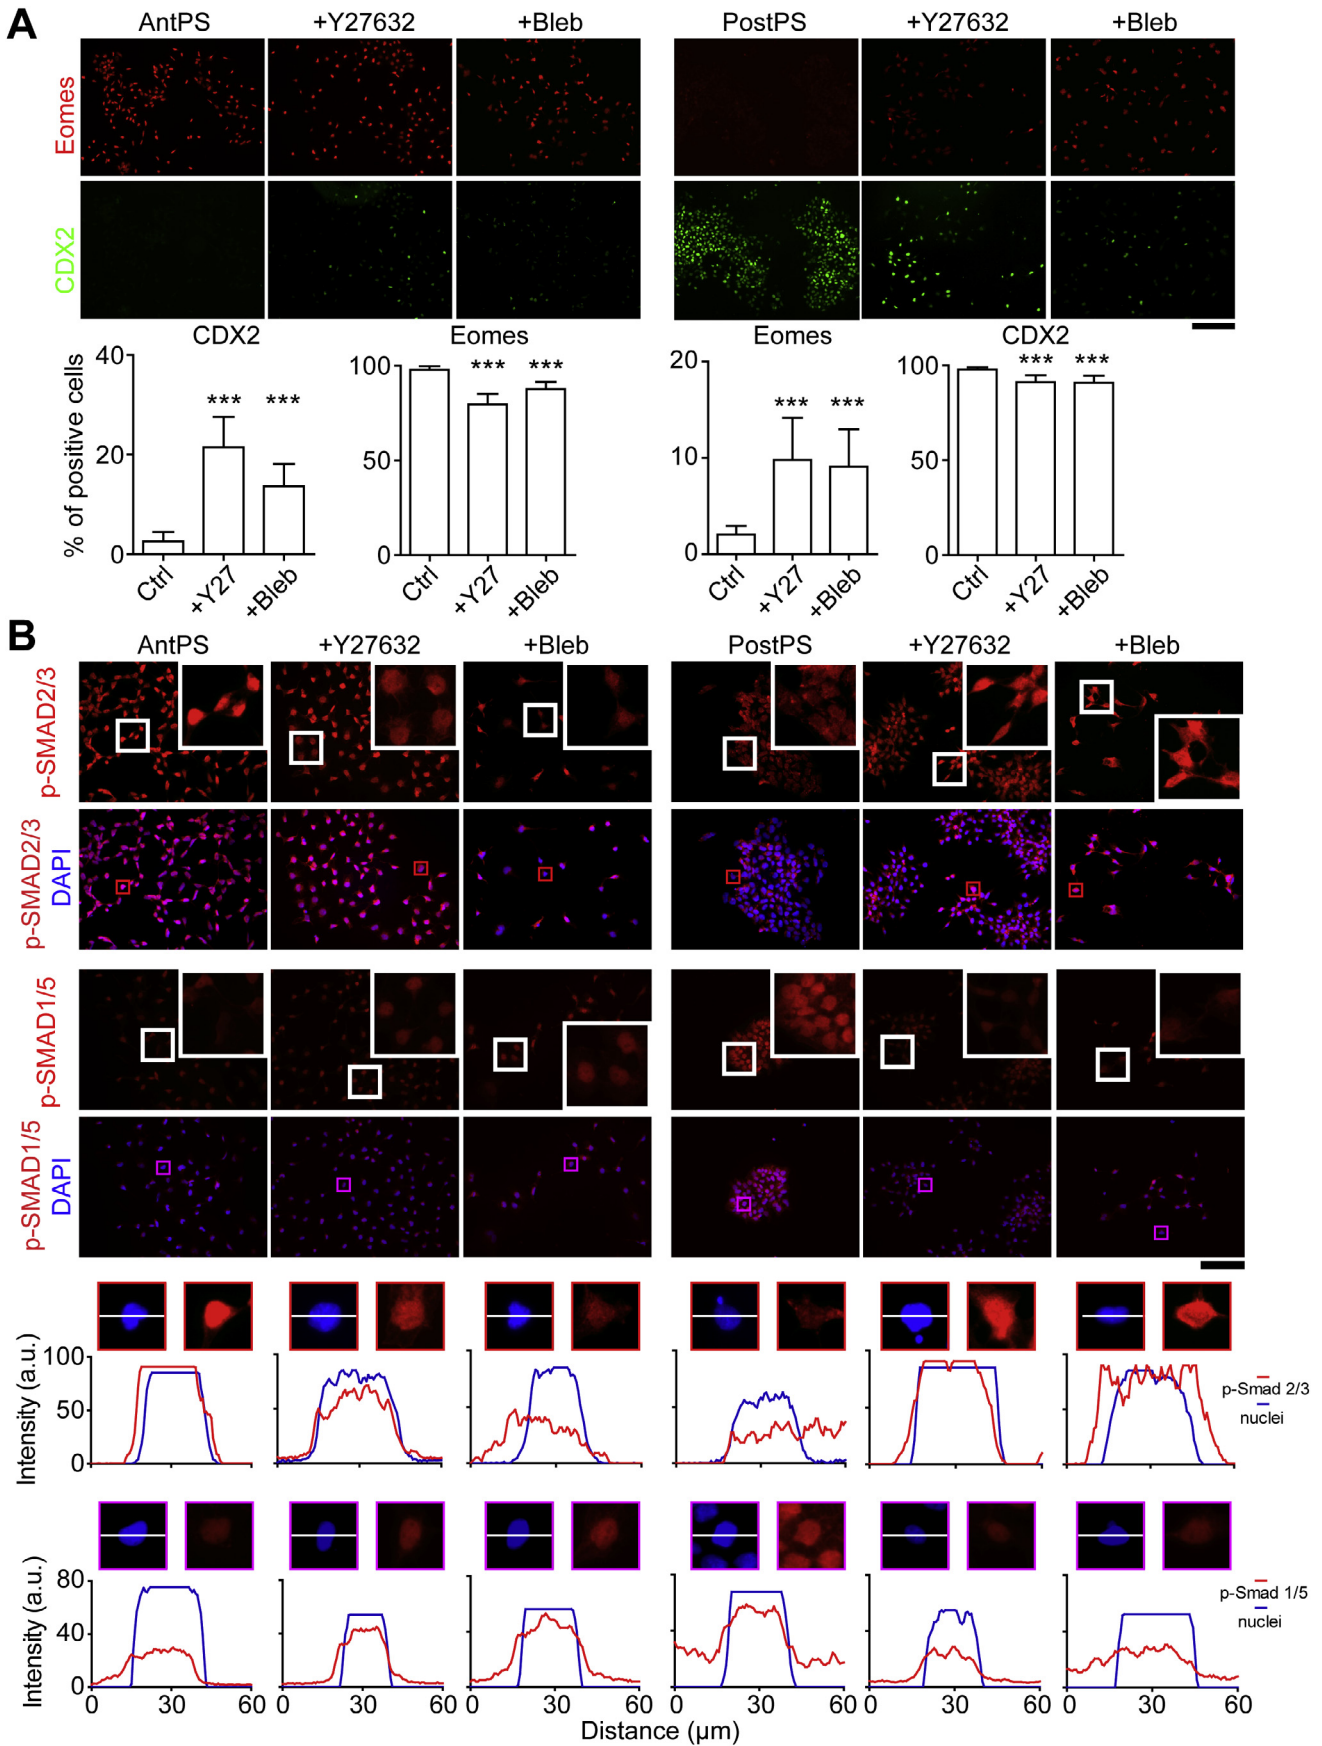 A
AntPS +Y27632 +Bleb PostPS +Y27632 +Bleb
Eomes
CDX2
CDX2 Eomes Eomes CDX2
% of positive cells
40 100 20 100
*** *** *** *** *** *** *** ***
20 50 10 50
0 0 0 0
Ctrl +Y27 +Bleb Ctrl +Y27 +Bleb Ctrl +Y27 +Bleb Ctrl +Y27 +Bleb
B
AntPS +Y27632 +Bleb PostPS +Y27632 +Bleb
p-SMAD2/3
p-SMAD2/3
DAPI
p-SMAD1/5
p-SMAD1/5
DAPI
Intensity (a.u.)
100
50
0
p-Smad 2/3
nuclei
Intensity (a.u.)
80
40
0
p-Smad 1/5
nuclei
0 30 60 0 30 60 0 30 60 0 30 60 0 30 60 0 30 60
Distance (µm)